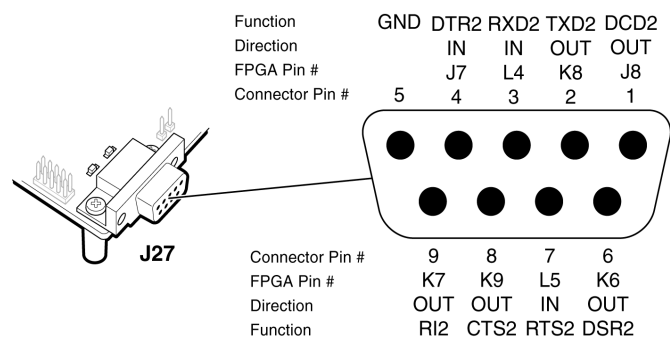 Function GND DTR2 RXD2 TXD2 DCD2
Direction IN IN OUT OUT
FPGA Pin # J7 L4 K8 J8
Connector Pin # 5 4 3 2 1
J27
Connector Pin # 9 8 7 6
FPGA Pin # K7 K9 L5 K6
Direction OUT OUT IN OUT
Function RI2 CTS2 RTS2 DSR2